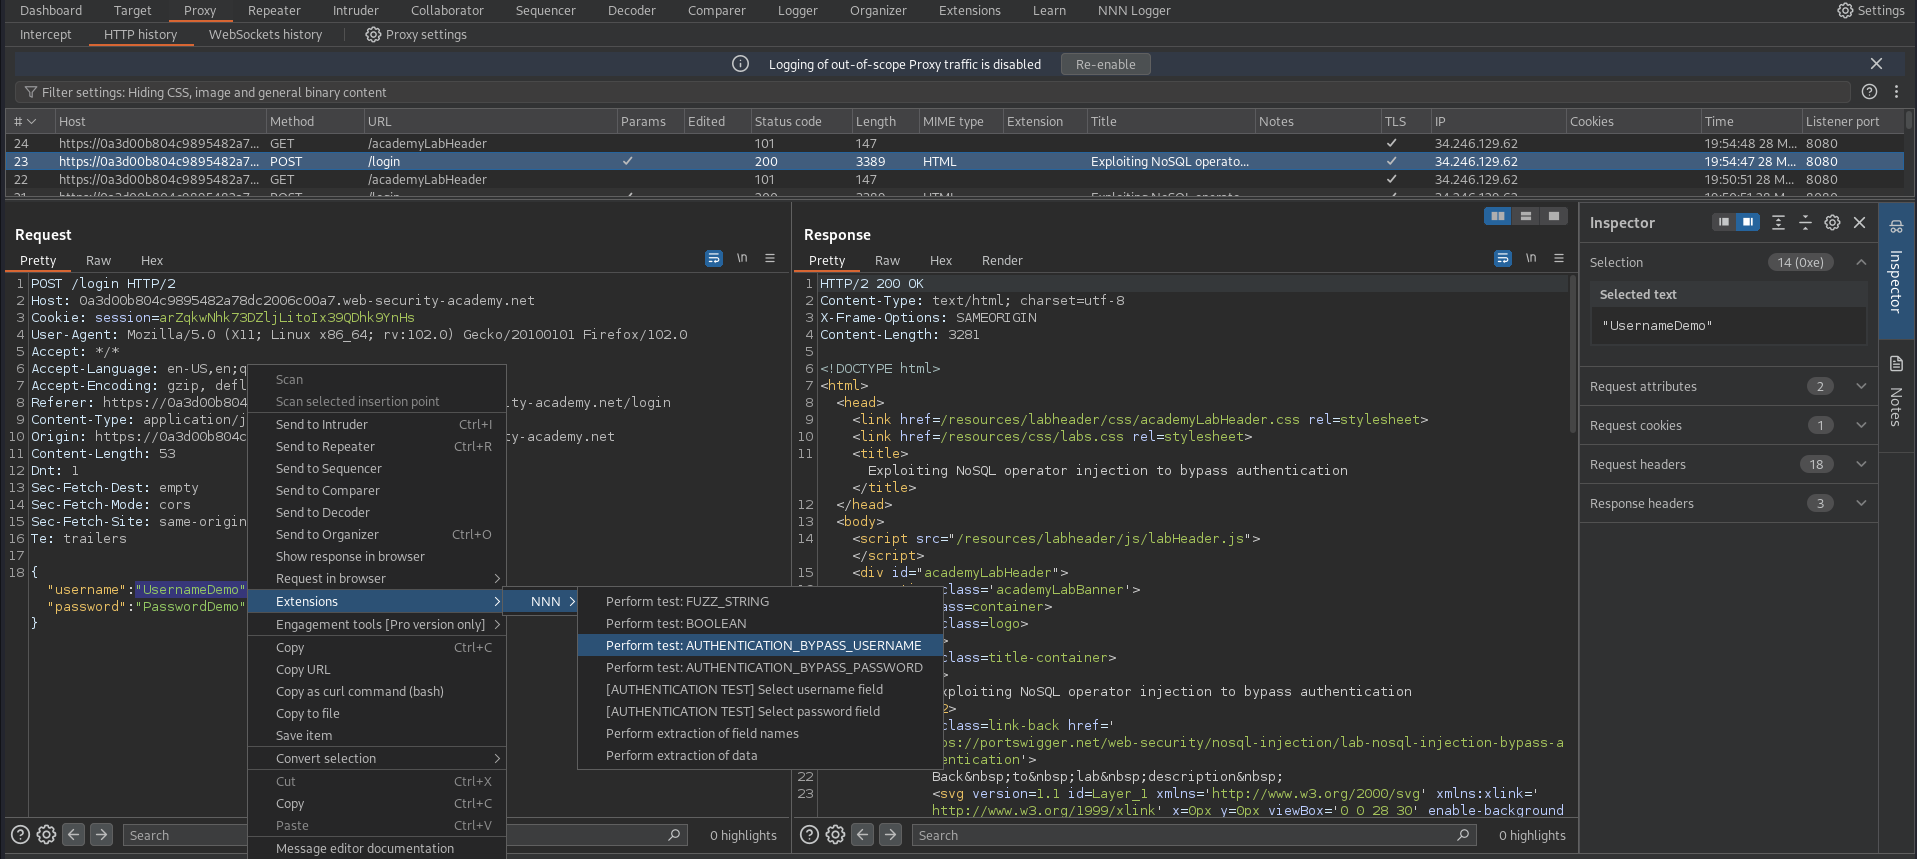 Dashboard Target Proxy Repeater Intruder Collaborator Sequencer Decoder Comparer Logger Organizer Extensions Learn NNN Logger Settings
Intercept HTTP history WebSockets history Proxy settings
Logging of out-of-scope Proxy traffic is disabled Re-enable
Filter settings: Hiding CSS, image and general binary content
# Host Method URL Params Edited Status code Length MIME type Extension Title Notes TLS IP Cookies Time Listener port
24 https://0a3d00b804c9895482a7... GET /academyLabHeader 101 147 ✓ 34.246.129.62 19:54:48 28 M... 8080
23 https://0a3d00b804c9895482a7... POST /login ✓ 200 3389 HTML Exploiting NoSQL operato... ✓ 34.246.129.62 19:54:47 28 M... 8080
22 https://0a3d00b804c9895482a7... GET /academyLabHeader 101 147 ✓ 34.246.129.62 19:50:51 28 M... 8080
Request
Pretty Raw Hex \n
1 POST /login HTTP/2
2 Host: 0a3d00b804c9895482a78dc2006c00a7.web-security-academy.net
3 Cookie: session=arZqkwNhk73DZljLitoIx39QDhk9YnHs
4 User-Agent: Mozilla/5.0 (X11; Linux x86_64; rv:102.0) Gecko/20100101 Firefox/102.0
5 Accept: */*
6 Accept-Language: en-US,en;q
7 Accept-Encoding: gzip, defl
8 Referer: https://0a3d00b804 ty-academy.net/login
9 Content-Type: application/j
10 Origin: https://0a3d00b804c ty-academy.net
11 Content-Length: 53
12 Dnt: 1
13 Sec-Fetch-Dest: empty
14 Sec-Fetch-Mode: cors
15 Sec-Fetch-Site: same-origin
16 Te: trailers
17
18 {
"username":"UsernameDemo"
"password":"PasswordDemo"
}
Scan
Scan selected insertion point
Send to Intruder Ctrl+I
Send to Repeater Ctrl+R
Send to Sequencer
Send to Comparer
Send to Decoder
Send to Organizer Ctrl+O
Show response in browser
Request in browser
Extensions
Engagement tools [Pro version only]
Copy Ctrl+C
Copy URL
Copy as curl command (bash)
Copy to file
Save item
Convert selection
Cut Ctrl+X
Copy Ctrl+C
Paste Ctrl+V
Message editor documentation
NNN
Perform test: FUZZ_STRING
Perform test: BOOLEAN
Perform test: AUTHENTICATION_BYPASS_USERNAME
Perform test: AUTHENTICATION_BYPASS_PASSWORD
[AUTHENTICATION TEST] Select username field
[AUTHENTICATION TEST] Select password field
Perform extraction of field names
Perform extraction of data
Search 0 highlights
Response
Pretty Raw Hex Render \n
1 HTTP/2 200 OK
2 Content-Type: text/html; charset=utf-8
3 X-Frame-Options: SAMEORIGIN
4 Content-Length: 3281
5
6 <!DOCTYPE html>
7 <html>
8 <head>
9 <link href=/resources/labheader/css/academyLabHeader.css rel=stylesheet>
10 <link href=/resources/css/labs.css rel=stylesheet>
11 <title>
Exploiting NoSQL operator injection to bypass authentication
</title>
12 </head>
13 <body>
14 <script src="/resources/labheader/js/labHeader.js">
</script>
15 <div id="academyLabHeader">
class='academyLabBanner'>
ass=container>
class=logo>
>
class=title-container>
>
xploiting NoSQL operator injection to bypass authentication
2>
class=link-back href='
ps://portswigger.net/web-security/nosql-injection/lab-nosql-injection-bypass-a
entication'>
22 Back&nbsp;to&nbsp;lab&nbsp;description&nbsp;
23 <svg version=1.1 id=Layer_1 xmlns='http://www.w3.org/2000/svg' xmlns:xlink='
http://www.w3.org/1999/xlink' x=0px y=0px viewBox='0 0 28 30' enable-background
Search 0 highlights
Inspector
Selection 14 (0xe)
Selected text
"UsernameDemo"
Request attributes 2
Request cookies 1
Request headers 18
Response headers 3
Inspector
Notes